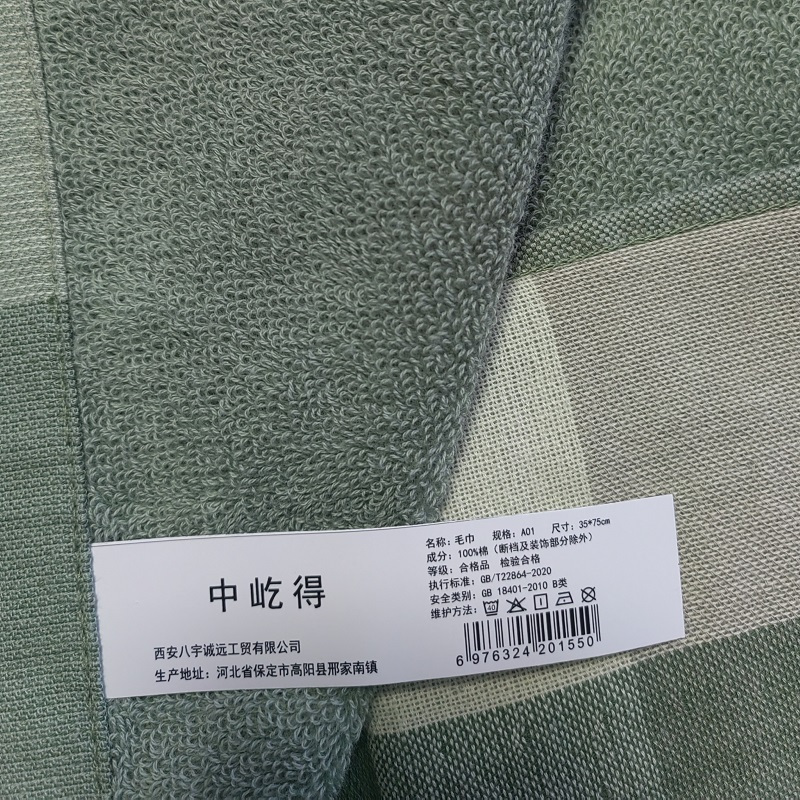 中屹得
西安八宇诚远工贸有限公司
生产地址：河北省保定市高阳县邢家南镇
名称：毛巾 规格：A01 尺寸：35*75cm
成分：100%棉（断档及装饰部分除外）
等级：合格品 检验合格
执行标准：GB/T22864-2020
安全类别：GB 18401-2010 B类
维护方法：
6 976324 201550